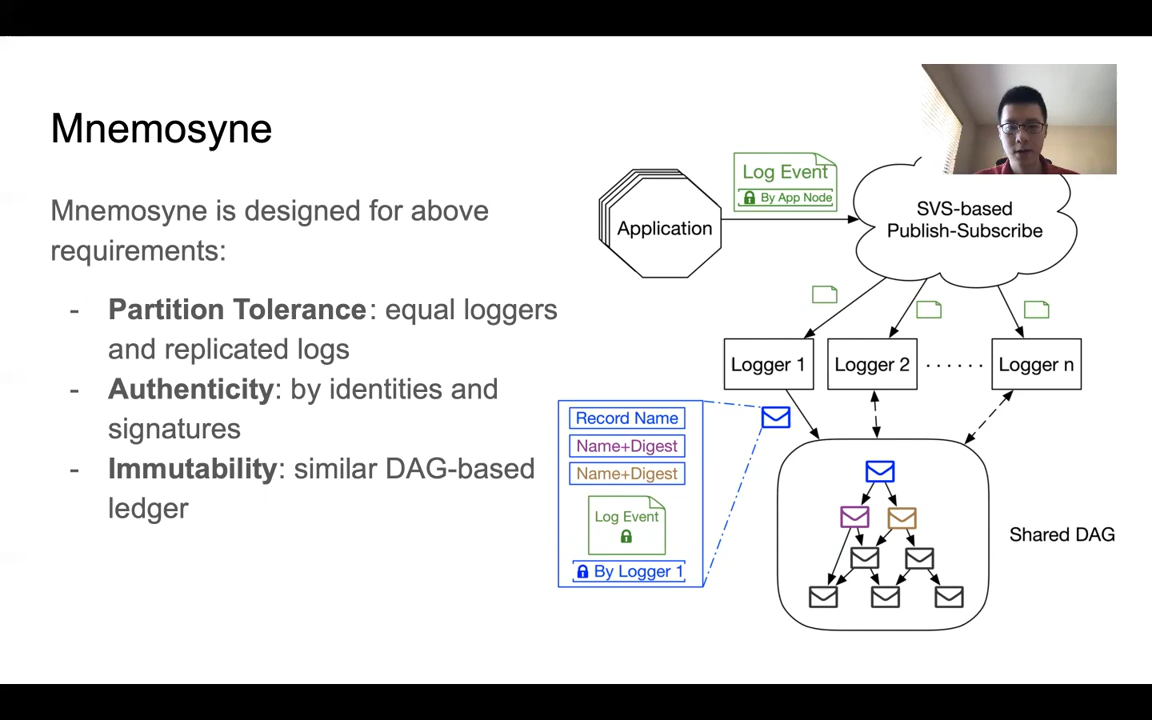 Mnemosyne
Mnemosyne is designed for above
requirements:
- Partition Tolerance: equal loggers
and replicated logs
- Authenticity: by identities and
signatures
- Immutability: similar DAG-based
ledger
Application
Log Event
By App Node
SVS-based
Publish-Subscribe
Logger 1
Logger 2
......
Logger n
Record Name
Name+Digest
Name+Digest
Log Event
By Logger 1
Shared DAG